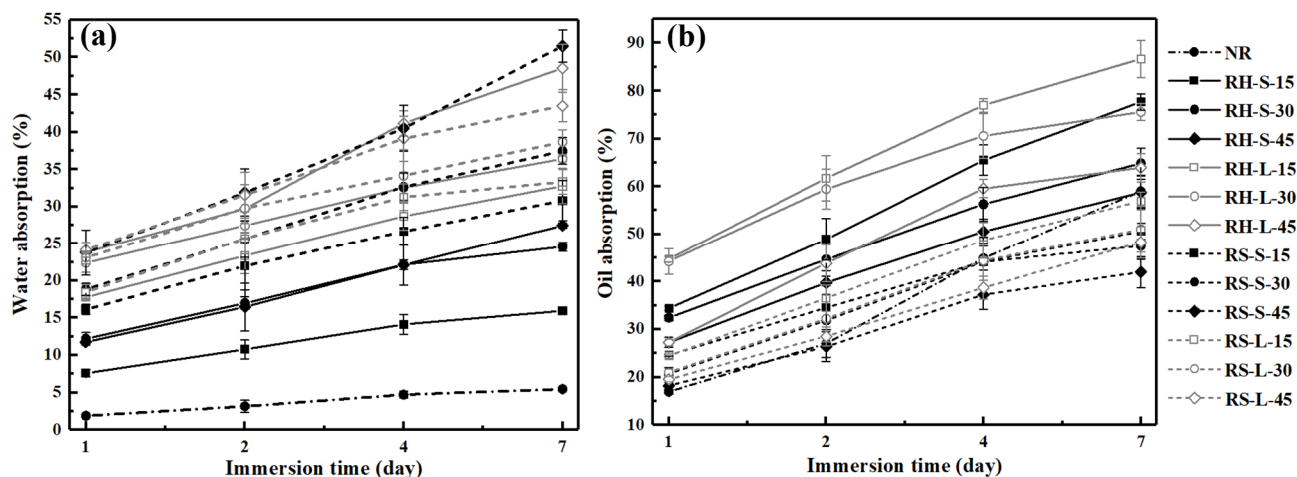 (a)
Water absorption (%)
55
50
45
40
35
30
25
20
15
10
5
0
1
2
4
7
Immersion time (day)
(b)
Oil absorption (%)
90
80
70
60
50
40
30
20
10
1
2
4
7
Immersion time (day)
NR
RH-S-15
RH-S-30
RH-S-45
RH-L-15
RH-L-30
RH-L-45
RS-S-15
RS-S-30
RS-S-45
RS-L-15
RS-L-30
RS-L-45